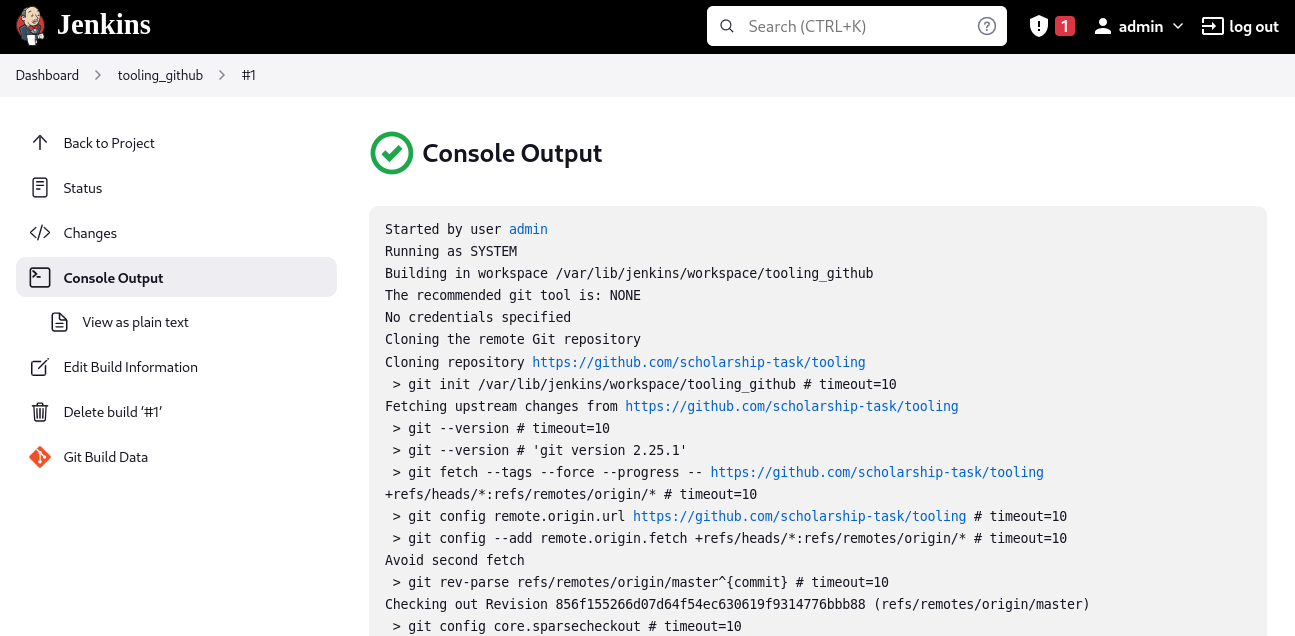 Jenkins
Search (CTRL+K)
1
admin
log out
Dashboard
tooling_github
#1
Back to Project
Status
Changes
Console Output
View as plain text
Edit Build Information
Delete build ‘#1’
Git Build Data
Console Output
Started by user admin
Running as SYSTEM
Building in workspace /var/lib/jenkins/workspace/tooling_github
The recommended git tool is: NONE
No credentials specified
Cloning the remote Git repository
Cloning repository https://github.com/scholarship-task/tooling
 > git init /var/lib/jenkins/workspace/tooling_github # timeout=10
Fetching upstream changes from https://github.com/scholarship-task/tooling
 > git --version # timeout=10
 > git --version # 'git version 2.25.1'
 > git fetch --tags --force --progress -- https://github.com/scholarship-task/tooling
+refs/heads/*:refs/remotes/origin/* # timeout=10
 > git config remote.origin.url https://github.com/scholarship-task/tooling # timeout=10
 > git config --add remote.origin.fetch +refs/heads/*:refs/remotes/origin/* # timeout=10
Avoid second fetch
 > git rev-parse refs/remotes/origin/master^{commit} # timeout=10
Checking out Revision 856f155266d07d64f54ec630619f9314776bbb88 (refs/remotes/origin/master)
 > git config core.sparsecheckout # timeout=10